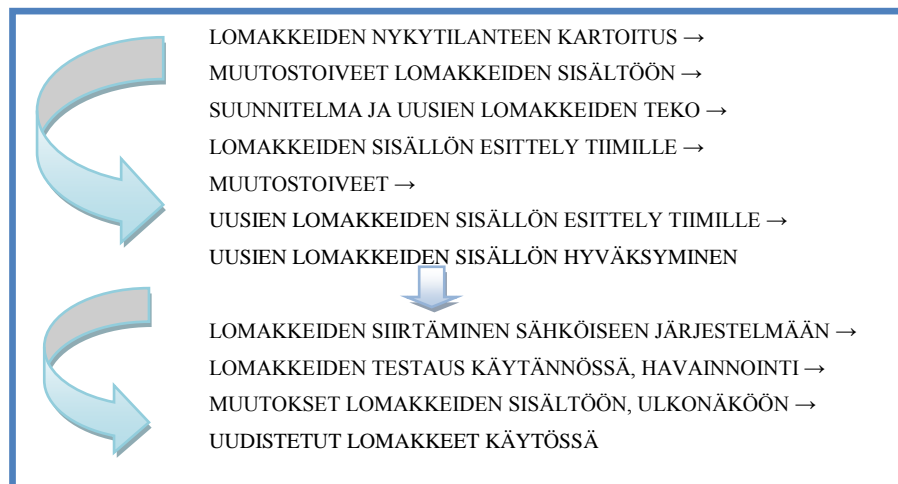 LOMAKKEIDEN NYKYTILANTEEN KARTOITUS →
MUUTOSTOIVEET LOMAKKEIDEN SISÄLTÖÖN →
SUUNNITELMA JA UUSIEN LOMAKKEIDEN TEKO →
LOMAKKEIDEN SISÄLLÖN ESITTELY TIIMILLE →
MUUTOSTOIVEET →
UUSIEN LOMAKKEIDEN SISÄLLÖN ESITTELY TIIMILLE →
UUSIEN LOMAKKEIDEN SISÄLLÖN HYVÄKSYMINEN
LOMAKKEIDEN SIIRTÄMINEN SÄHKÖISEEN JÄRJESTELMÄÄN →
LOMAKKEIDEN TESTAUS KÄYTÄNNÖSSÄ, HAVAINNOINTI →
MUUTOKSET LOMAKKEIDEN SISÄLTÖÖN, ULKONÄKÖÖN →
UUDISTETUT LOMAKKEET KÄYTÖSSÄ